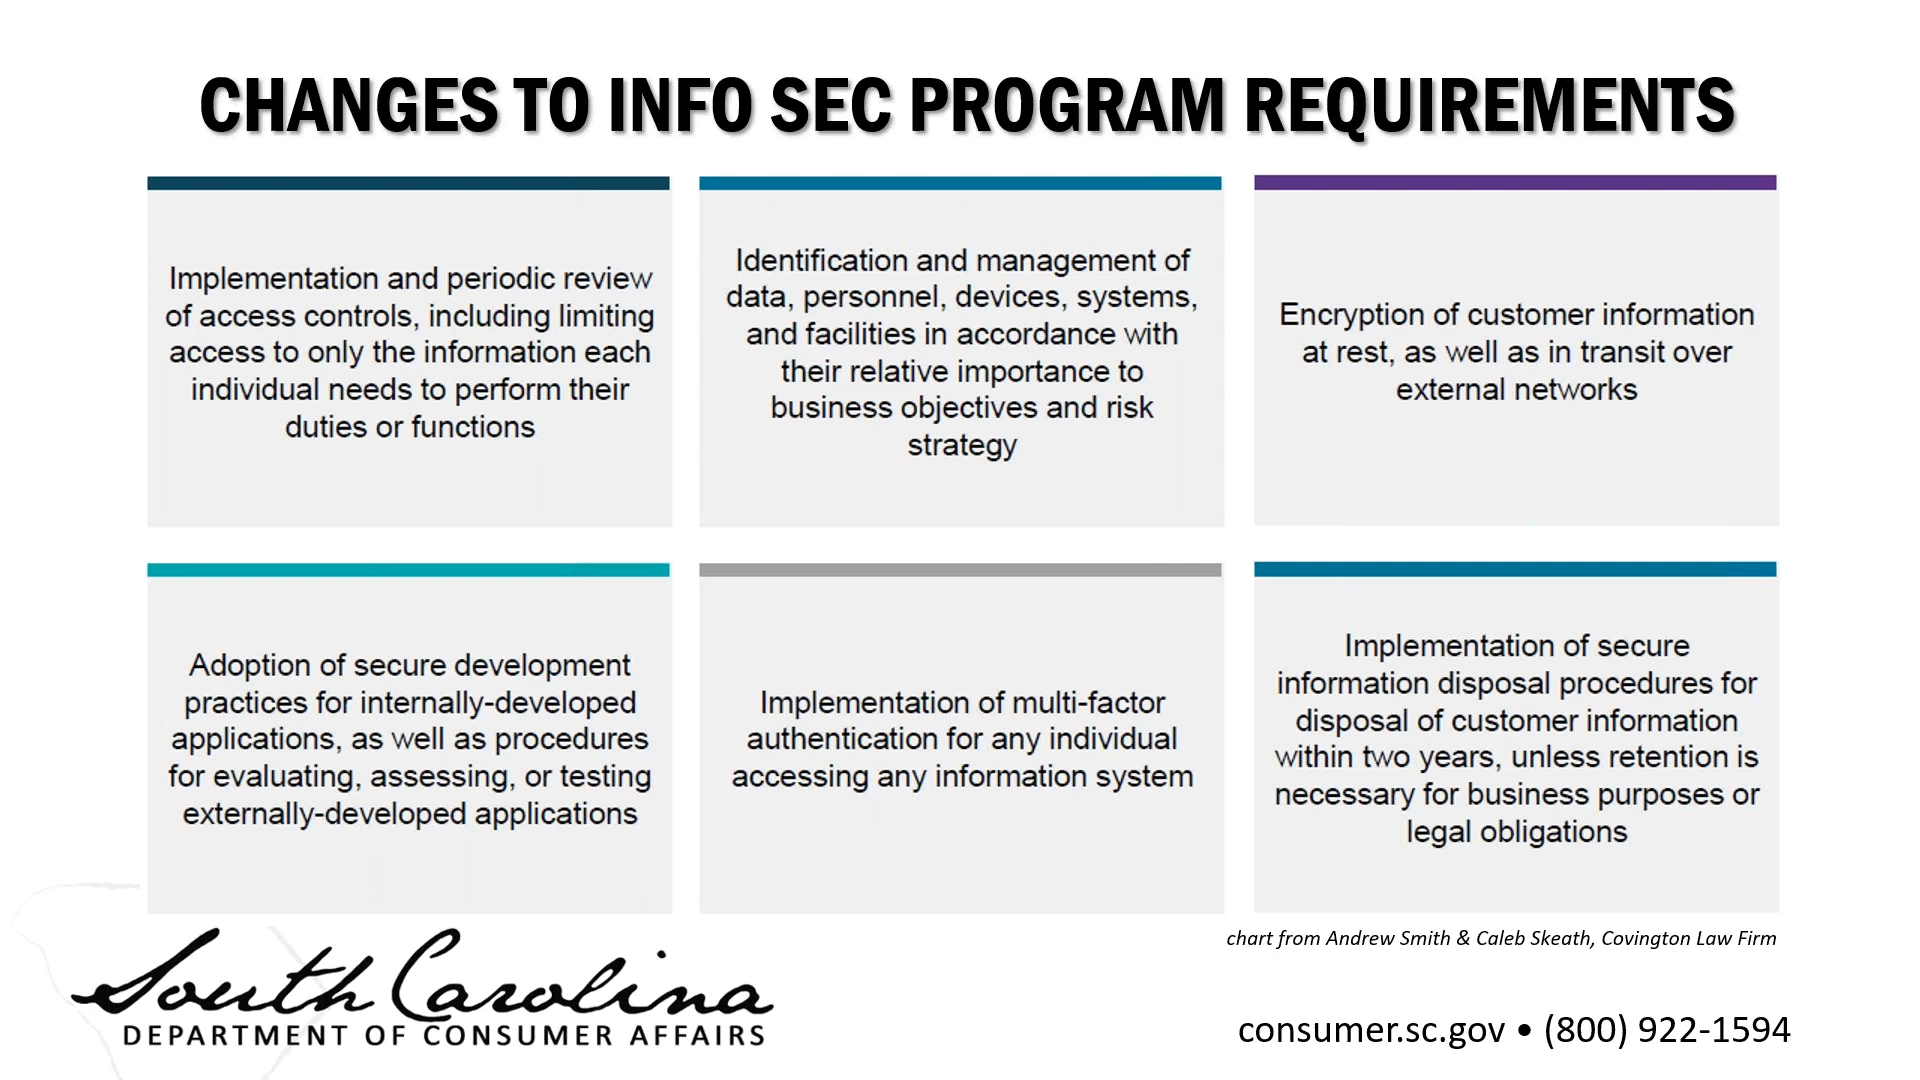 CHANGES TO INFO SEC PROGRAM REQUIREMENTS
Implementation and periodic review
of access controls, including limiting
access to only the information each
individual needs to perform their
duties or functions
Identification and management of
data, personnel, devices, systems,
and facilities in accordance with
their relative importance to
business objectives and risk
strategy
Encryption of customer information
at rest, as well as in transit over
external networks
Adoption of secure development
practices for internally-developed
applications, as well as procedures
for evaluating, assessing, or testing
externally-developed applications
Implementation of multi-factor
authentication for any individual
accessing any information system
Implementation of secure
information disposal procedures for
disposal of customer information
within two years, unless retention is
necessary for business purposes or
legal obligations
chart from Andrew Smith & Caleb Skeath, Covington Law Firm
South Carolina
DEPARTMENT OF CONSUMER AFFAIRS
consumer.sc.gov • (800) 922-1594